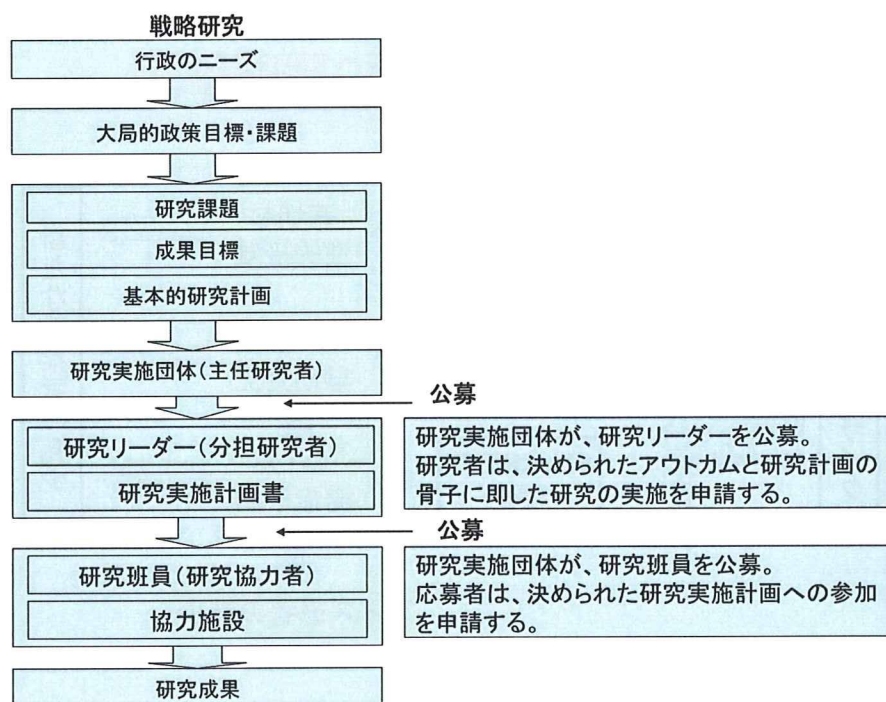 戦略研究
行政のニーズ
大局的政策目標・課題
研究課題
成果目標
基本的研究計画
研究実施団体(主任研究者)
公募
研究リーダー(分担研究者)
研究実施計画書
研究実施団体が、研究リーダーを公募。
研究者は、決められたアウトカムと研究計画の
骨子に即した研究の実施を申請する。
公募
研究班員(研究協力者)
協力施設
研究実施団体が、研究班員を公募。
応募者は、決められた研究実施計画への参加
を申請する。
研究成果